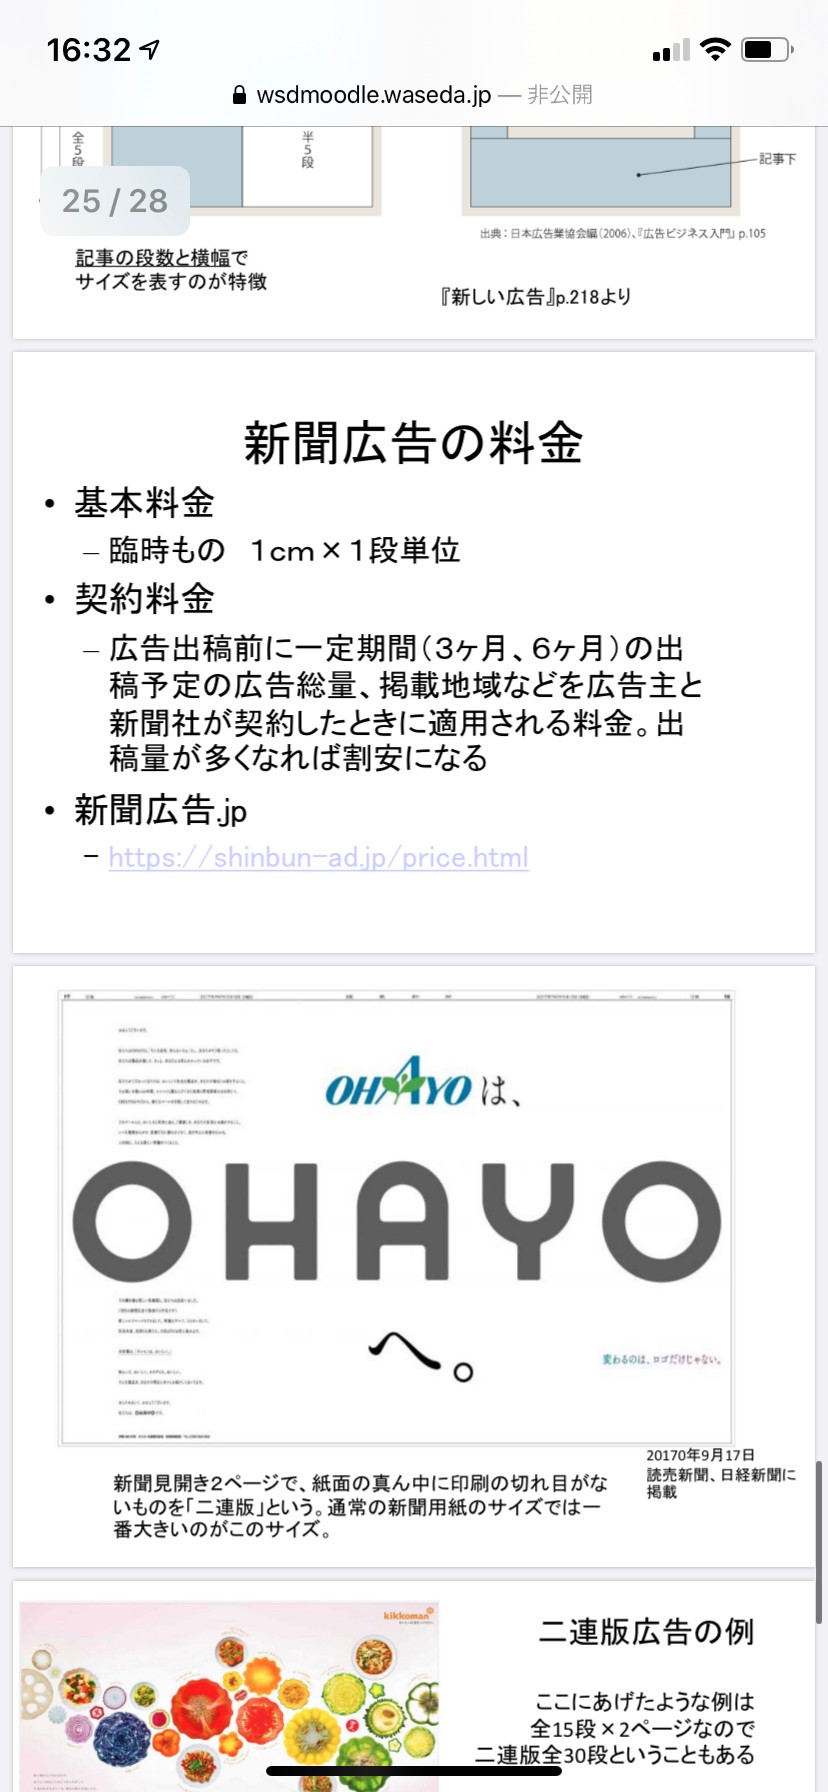 16:32
wsdmoodle.waseda.jp — 非公開
全5段
半5段
記事下
25 / 28
出典：日本広告業協会編(2006)、『広告ビジネス入門』p.105
記事の段数と横幅で
サイズを表すのが特徴
『新しい広告』p.218より
新聞広告の料金
• 基本料金
– 臨時もの　1cm×1段単位
• 契約料金
– 広告出稿前に一定期間（3ヶ月、6ヶ月）の出
稿予定の広告総量、掲載地域などを広告主と
新聞社が契約したときに適用される料金。出
稿量が多くなれば割安になる
• 新聞広告.jp
– https://shinbun-ad.jp/price.html
OHAYOは、
OHAYO
へ。
変わるのは、ロゴだけじゃない。
20170年9月17日
読売新聞、日経新聞に
掲載
新聞見開き2ページで、紙面の真ん中に印刷の切れ目がな
いものを「二連版」という。通常の新聞用紙のサイズでは一
番大きいのがこのサイズ。
kikkoman
二連版広告の例
ここにあげたような例は
全15段×2ページなので
二連版全30段ということもある